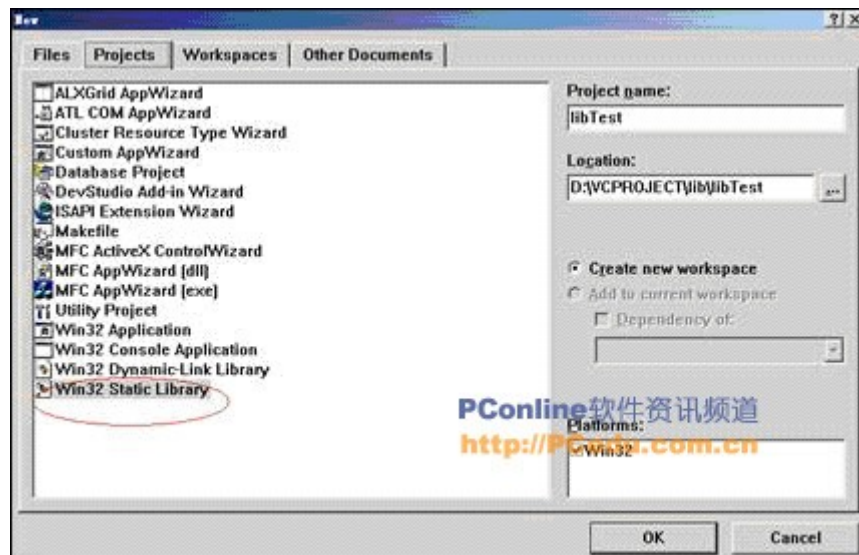 New
Files Projects Workspaces Other Documents
ALXGrid AppWizard
ATL COM AppWizard
Cluster Resource Type Wizard
Custom AppWizard
Database Project
DevStudio Add-in Wizard
ISAPI Extension Wizard
Makefile
MFC ActiveX ControlWizard
MFC AppWizard (dll)
MFC AppWizard (exe)
Utility Project
Win32 Application
Win32 Console Application
Win32 Dynamic-Link Library
Win32 Static Library
Project name:
libTest
Location:
D:\VCPROJECT\lib\libTest
...
Create new workspace
Add to current workspace
Dependency of:
PConline软件资讯频道
Platforms:
http://PCedu.com.cn
Win32
OK Cancel